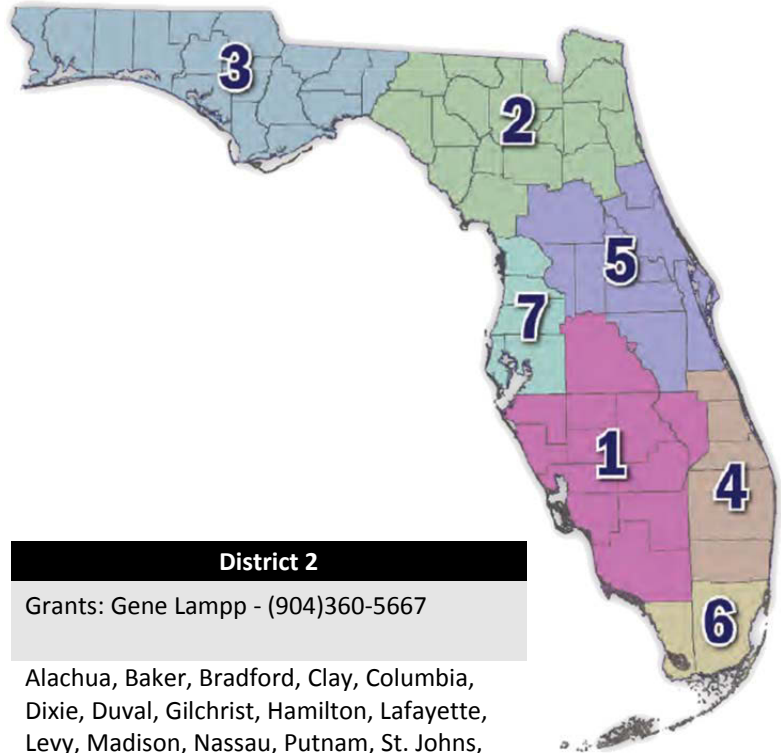 3
2
5
7
1
4
6
District 2
Grants: Gene Lampp - (904)360-5667
Alachua, Baker, Bradford, Clay, Columbia,
Dixie, Duval, Gilchrist, Hamilton, Lafayette,
Levy, Madison, Nassau, Putnam, St. Johns,